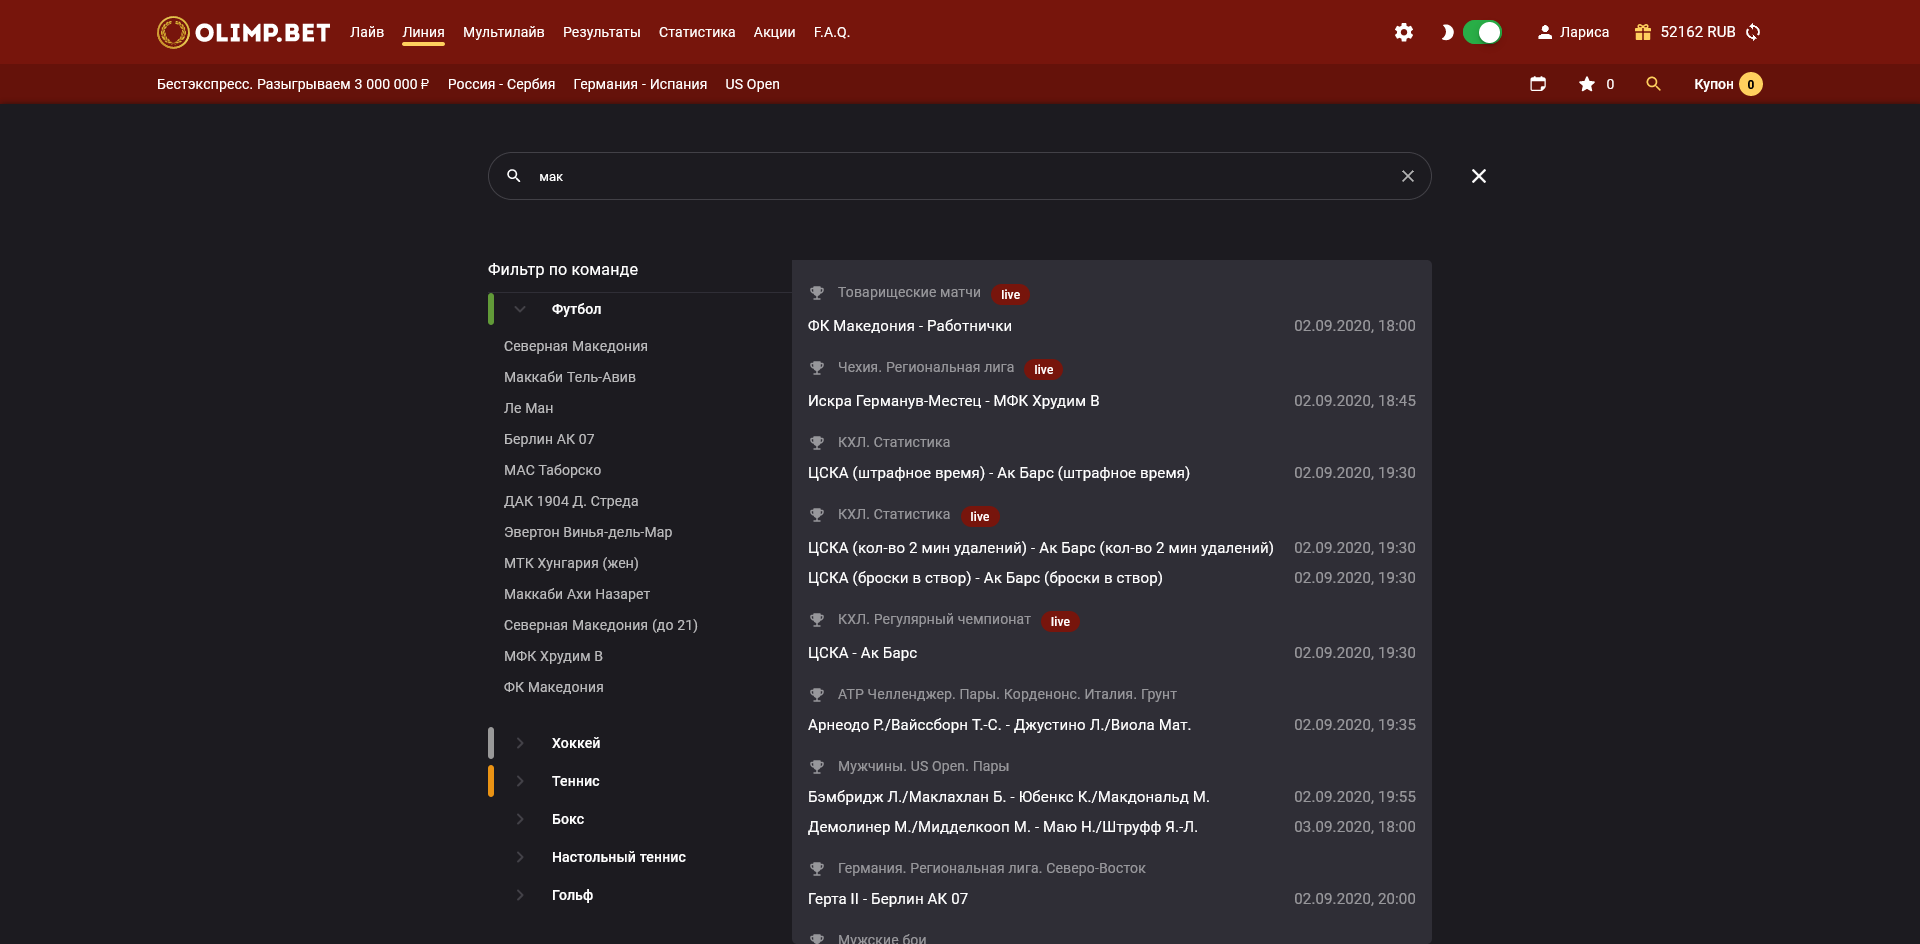 OLIMP.BET Лайв Линия Мультилайв Результаты Статистика Акции F.A.Q. Лариса 52162 RUB
Бестэкспресс. Разыгрываем 3 000 000 ₽ Россия - Сербия Германия - Испания US Open 0 Купон 0
мак
Фильтр по команде
Футбол
Северная Македония
Маккаби Тель-Авив
Ле Ман
Берлин АК 07
МАС Таборско
ДАК 1904 Д. Стреда
Эвертон Винья-дель-Мар
МТК Хунгария (жен)
Маккаби Ахи Назарет
Северная Македония (до 21)
МФК Хрудим В
ФК Македония
Хоккей
Теннис
Бокс
Настольный теннис
Гольф
Товарищеские матчи live
ФК Македония - Работнички 02.09.2020, 18:00
Чехия. Региональная лига live
Искра Германув-Местец - МФК Хрудим В 02.09.2020, 18:45
КХЛ. Статистика
ЦСКА (штрафное время) - Ак Барс (штрафное время) 02.09.2020, 19:30
КХЛ. Статистика live
ЦСКА (кол-во 2 мин удалений) - Ак Барс (кол-во 2 мин удалений) 02.09.2020, 19:30
ЦСКА (броски в створ) - Ак Барс (броски в створ) 02.09.2020, 19:30
КХЛ. Регулярный чемпионат live
ЦСКА - Ак Барс 02.09.2020, 19:30
АТР Челленджер. Пары. Корденонс. Италия. Грунт
Арнеодо Р./Вайссборн Т.-С. - Джустино Л./Виола Мат. 02.09.2020, 19:35
Мужчины. US Open. Пары
Бэмбридж Л./Маклахлан Б. - Юбенкс К./Макдональд М. 02.09.2020, 19:55
Демолинер М./Мидделкооп М. - Маю Н./Штруфф Я.-Л. 03.09.2020, 18:00
Германия. Региональная лига. Северо-Восток
Герта II - Берлин АК 07 02.09.2020, 20:00
Мужские бои